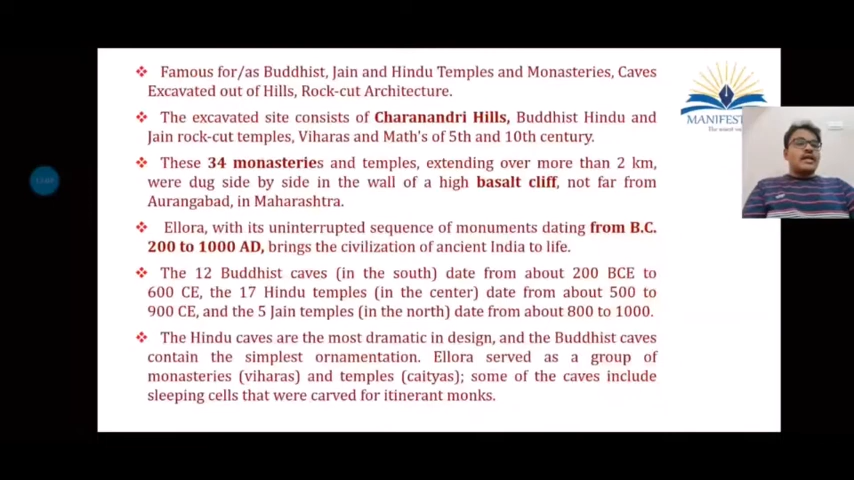 ❖ Famous for/as Buddhist, Jain and Hindu Temples and Monasteries, Caves
Excavated out of Hills, Rock-cut Architecture.
❖ The excavated site consists of Charanandri Hills, Buddhist Hindu and
Jain rock-cut temples, Viharas and Math's of 5th and 10th century.
❖ These 34 monasteries and temples, extending over more than 2 km,
were dug side by side in the wall of a high basalt cliff, not far from
Aurangabad, in Maharashtra.
❖ Ellora, with its uninterrupted sequence of monuments dating from B.C.
200 to 1000 AD, brings the civilization of ancient India to life.
❖ The 12 Buddhist caves (in the south) date from about 200 BCE to
600 CE, the 17 Hindu temples (in the center) date from about 500 to
900 CE, and the 5 Jain temples (in the north) date from about 800 to 1000.
❖ The Hindu caves are the most dramatic in design, and the Buddhist caves
contain the simplest ornamentation. Ellora served as a group of
monasteries (viharas) and temples (caityas); some of the caves include
sleeping cells that were carved for itinerant monks.
MANIFEST
The